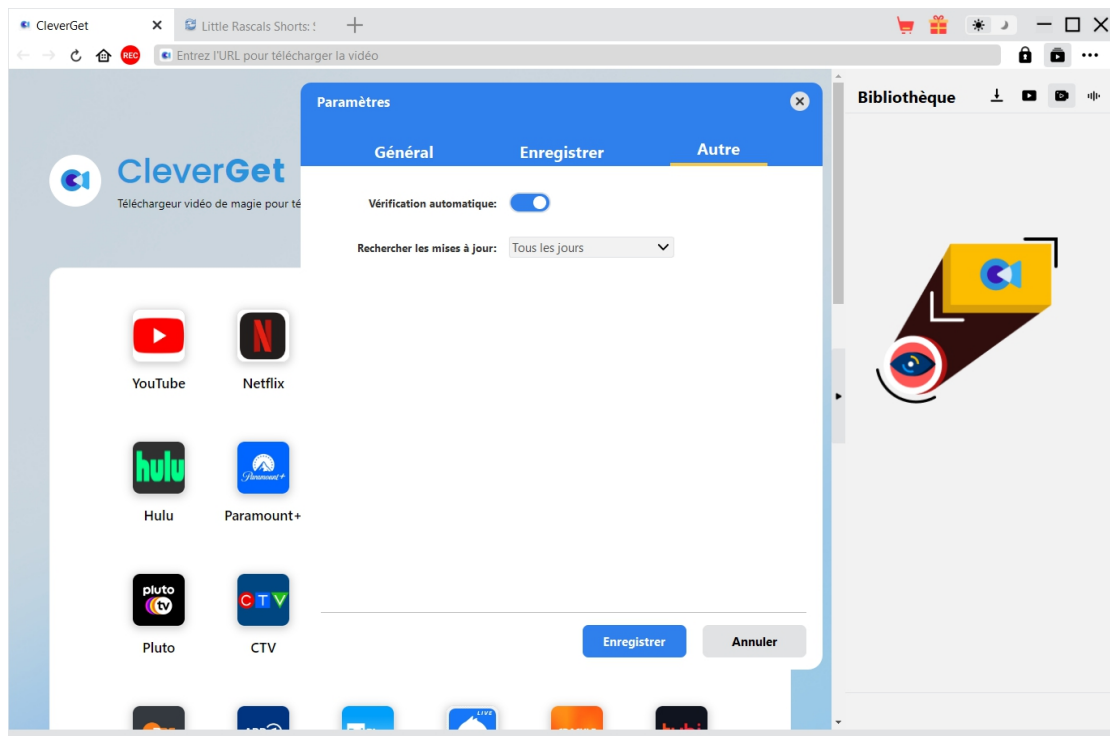 CleverGet
Little Rascals Shorts: S
REC
Entrez l'URL pour télécharger la vidéo
Paramètres
Bibliothèque
Général
Enregistrer
Autre
CleverGet
Téléchargeur vidéo de magie pour té
Vérification automatique:
Rechercher les mises à jour:
Tous les jours
N
YouTube
Netflix
hulu
Paramount+
Hulu
Paramount+
pluto
tv
CTV
Pluto
CTV
Enregistrer
Annuler
LIVE